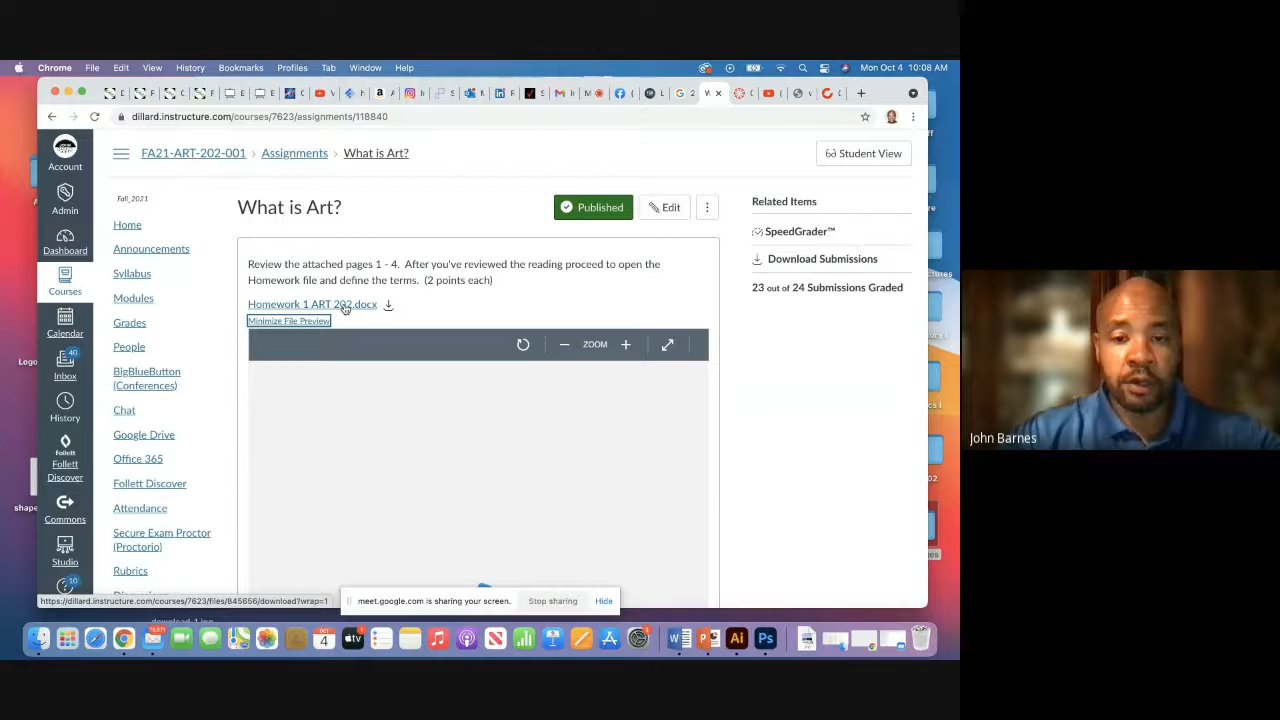 Chrome File Edit View History Bookmarks Profiles Tab Window Help Mon Oct 4 10:08 AM
dillard.instructure.com/courses/7623/assignments/118840
FA21-ART-202-001 > Assignments > What is Art? Student View
Account
Admin
Dashboard
Courses
Calendar
40
Inbox
History
Follett
Follett
Discover
Commons
Studio
10
Fall_2021
Home
Announcements
Syllabus
Modules
Grades
People
BigBlueButton
(Conferences)
Chat
Google Drive
Office 365
Follett Discover
Attendance
Secure Exam Proctor
(Proctorio)
Rubrics
What is Art?
Published
Edit
Review the attached pages 1 - 4. After you've reviewed the reading proceed to open the
Homework file and define the terms. (2 points each)
Homework 1 ART 202.docx
Minimize File Preview
ZOOM
Related Items
SpeedGrader™
Download Submissions
23 out of 24 Submissions Graded
https://dillard.instructure.com/courses/7623/files/845656/download?wrap=1
meet.google.com is sharing your screen. Stop sharing Hide
John Barnes